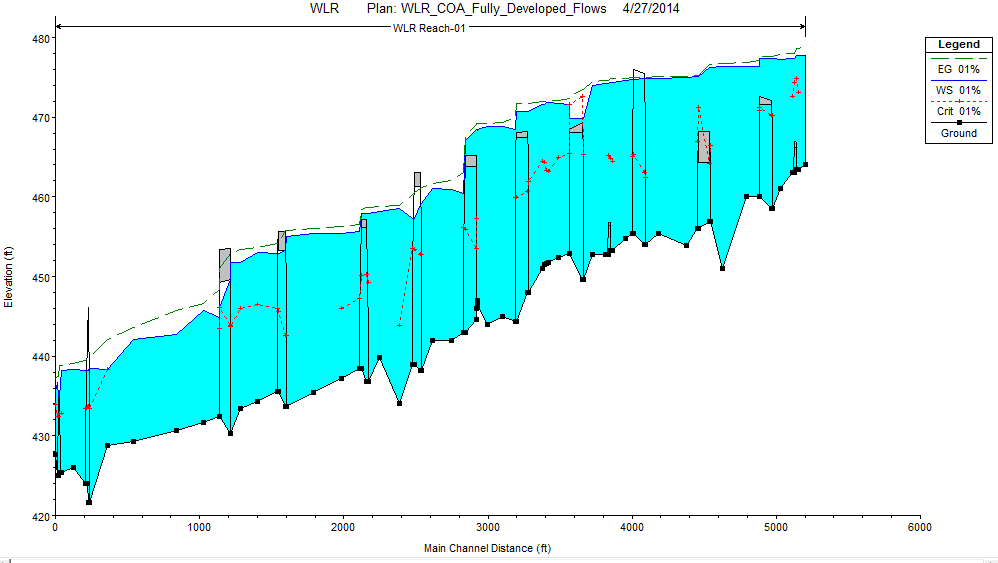 WLR Plan: WLR_COA_Fully_Developed_Flows 4/27/2014
WLR Reach-01
Legend
EG 01%
WS 01%
Crit 01%
Ground
Elevation (ft)
480
470
460
450
440
430
420
0 1000 2000 3000 4000 5000 6000
Main Channel Distance (ft)